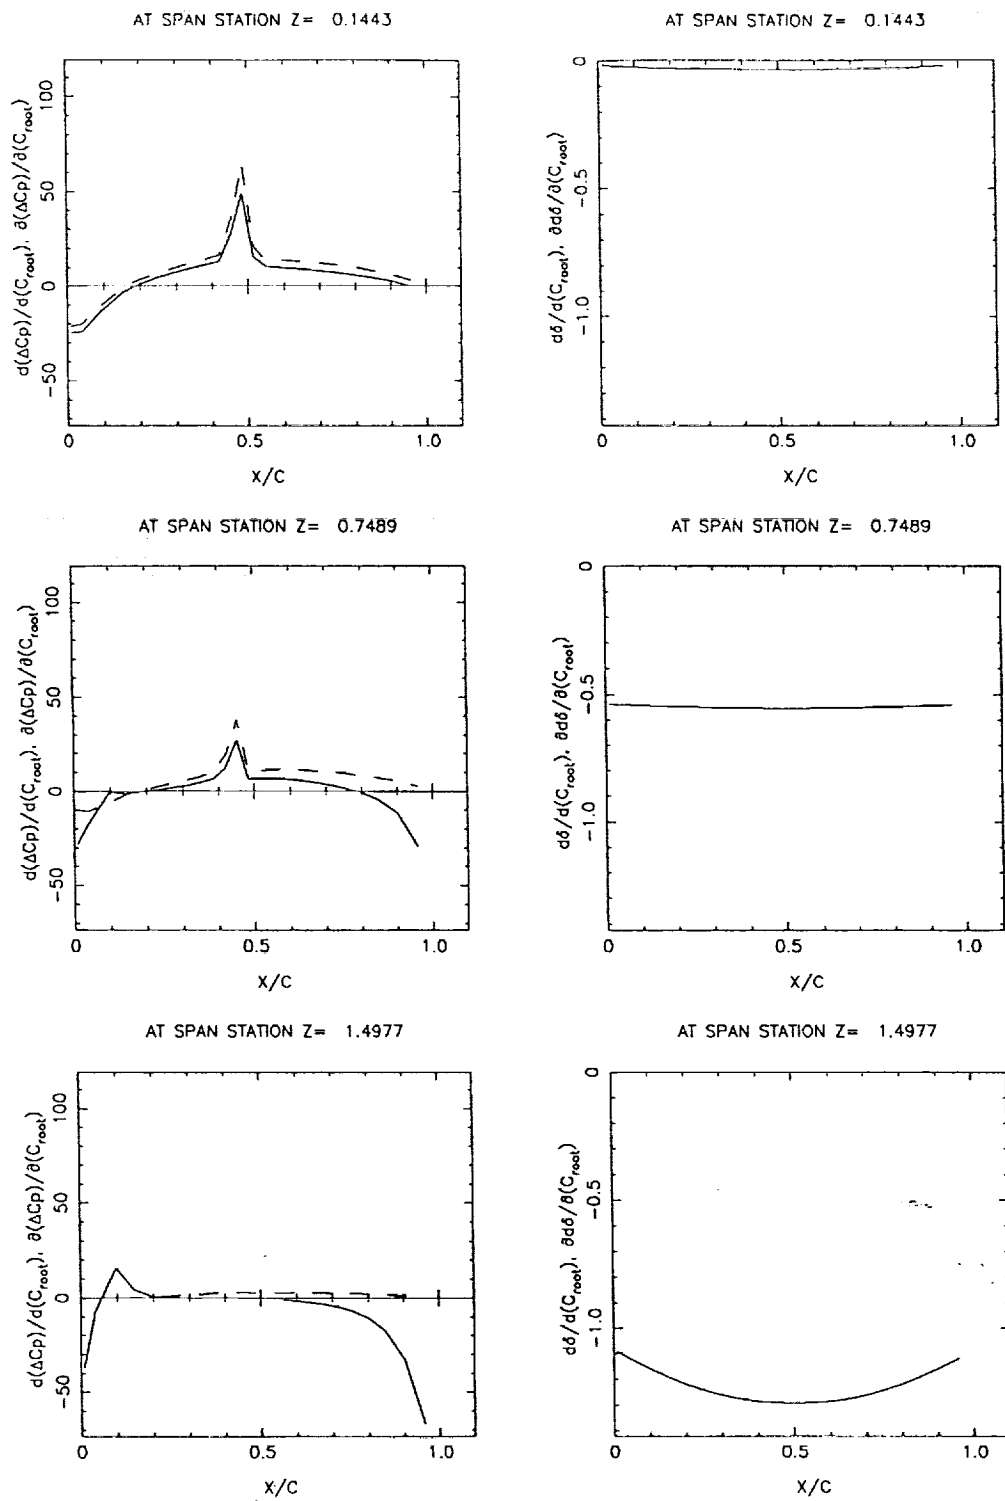 AT SPAN STATION Z= 0.1443
AT SPAN STATION Z= 0.1443
d(ΔCp)/d(C_root), ∂(ΔCp)/∂(C_root)
100
50
0
−50
0
0.5
1.0
X/C
dδ/d(C_root), ∂dδ/∂(C_root)
0
−0.5
−1.0
0
0.5
1.0
X/C
AT SPAN STATION Z= 0.7489
AT SPAN STATION Z= 0.7489
d(ΔCp)/d(C_root), ∂(ΔCp)/∂(C_root)
100
50
0
−50
0
0.5
1.0
X/C
dδ/d(C_root), ∂dδ/∂(C_root)
0
−0.5
−1.0
0
0.5
1.0
X/C
AT SPAN STATION Z= 1.4977
AT SPAN STATION Z= 1.4977
d(ΔCp)/d(C_root), ∂(ΔCp)/∂(C_root)
100
50
0
−50
0
0.5
1.0
X/C
dδ/d(C_root), ∂dδ/∂(C_root)
0
−0.5
−1.0
0
0.5
1.0
X/C